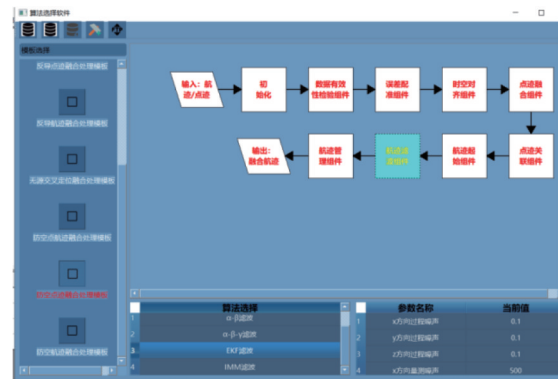 算法选择软件
模板选择
反导点迹融合处理模板
反导航迹融合处理模板
无源交叉定位融合处理模板
防空点航迹融合处理模板
防空点迹融合处理模板
防空航迹融合处理模板
输入：航
迹/点迹
初
始化
数据有效
性检验组件
误差配
准组件
时空对
齐组件
点迹融
合组件
输出：
融合航迹
航迹管
理组件
航迹起
始组件
点迹关
联组件
算法选择
1 α-β滤波
2 α-β-γ滤波
3 EKF滤波
4 IMM滤波
参数名称 当前值
1 x方向过程噪声 0.1
2 y方向过程噪声 0.1
3 z方向过程噪声 0.1
4 x方向量测噪声 500